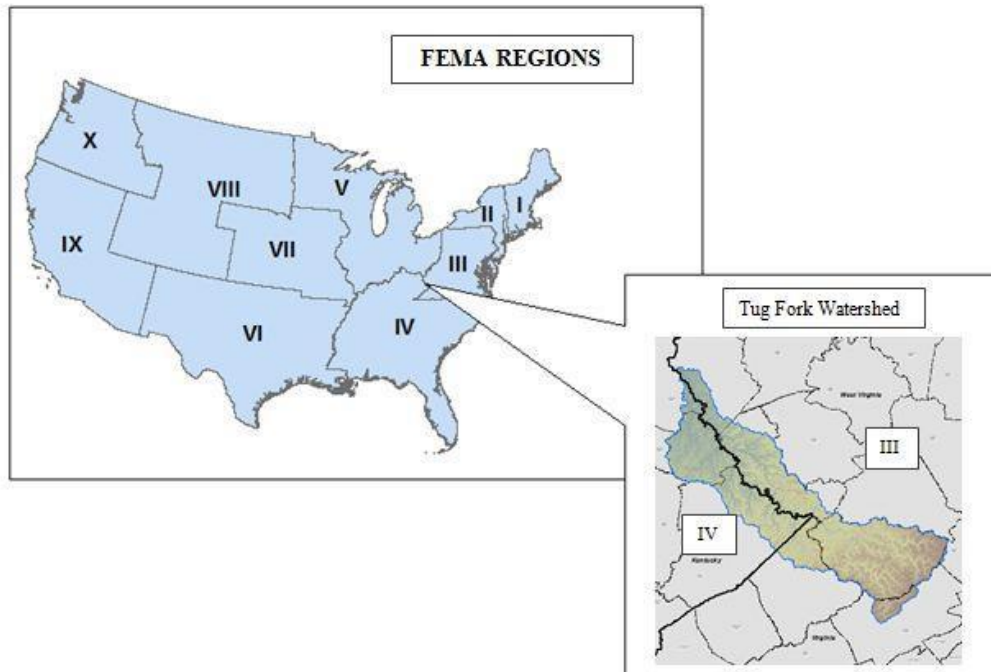 FEMA REGIONS
X
VIII
V
II
I
IX
VII
III
VI
IV
Tug Fork Watershed
West Virginia
III
IV
Kentucky
Virginia